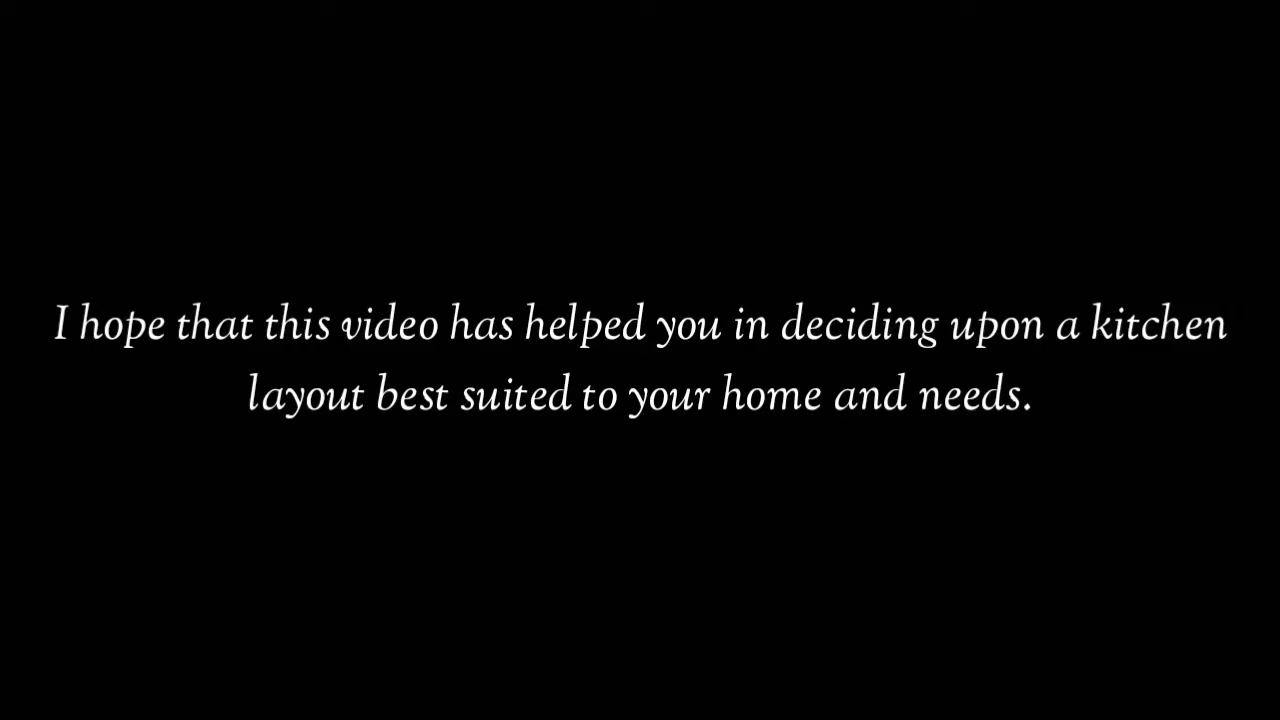 I hope that this video has helped you in deciding upon a kitchen
layout best suited to your home and needs.